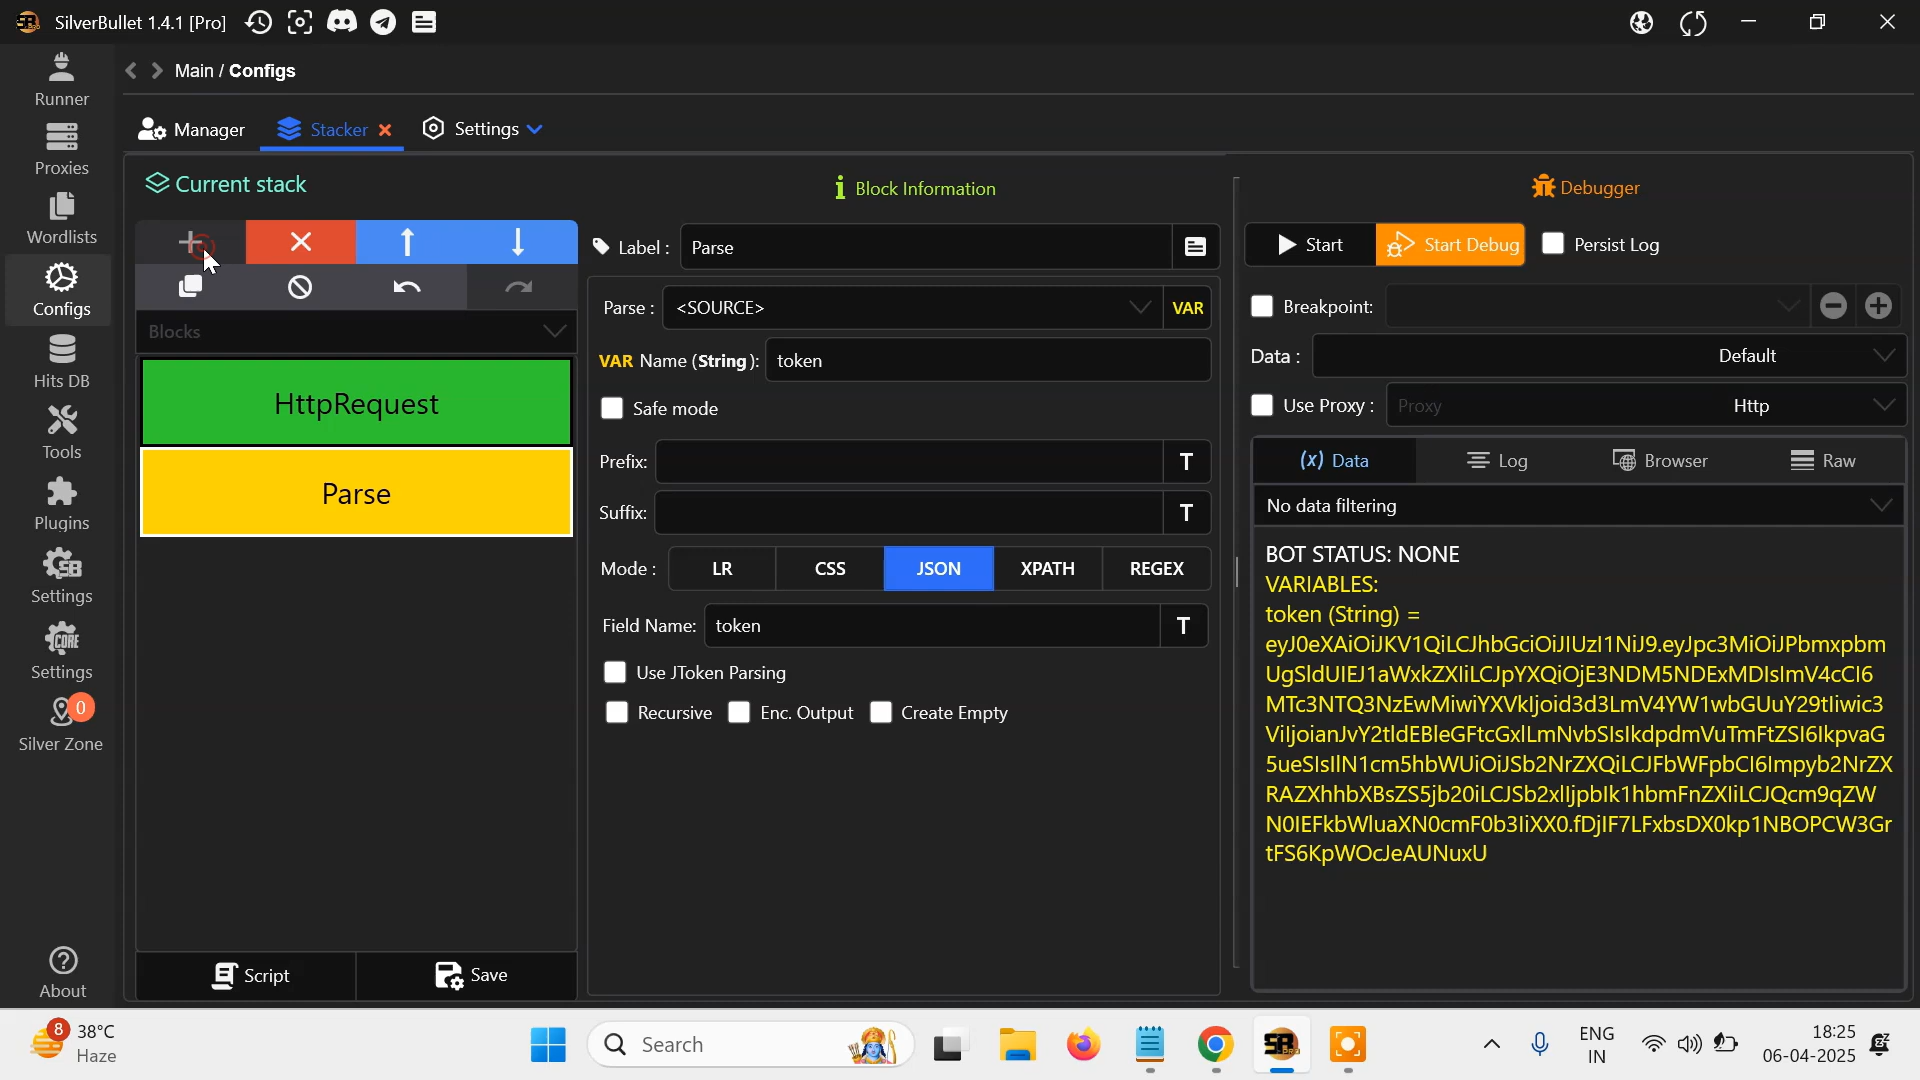 SilverBullet 1.4.1 [Pro]
Main / Configs
Runner
Proxies
Wordlists
Configs
Hits DB
Tools
Plugins
Settings
Settings
0
Silver Zone
About
Manager
Stacker
Settings
Current stack
Blocks
HttpRequest
Parse
Script
Save
Block Information
Label :
Parse
Parse :
<SOURCE>
VAR
VAR Name (String):
token
Safe mode
Prefix:
T
Suffix:
T
Mode :
LR
CSS
JSON
XPATH
REGEX
Field Name:
token
T
Use JToken Parsing
Recursive
Enc. Output
Create Empty
Debugger
Start
Start Debug
Persist Log
Breakpoint:
Data :
Default
Use Proxy :
Proxy
Http
(x) Data
Log
Browser
Raw
No data filtering
BOT STATUS: NONE
VARIABLES:
token (String) =
8
38°C
Haze
Search
ENG
IN
18:25
06-04-2025